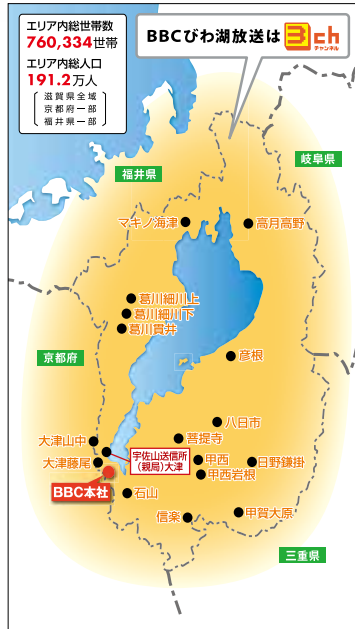 エリア内総世帯数
760,334世帯
エリア内総人口
191.2万人
滋賀県全域
京都府一部
福井県一部
BBCびわ湖放送は 3ch
チャンネル
岐阜県
福井県
マキノ海津
高月高野
葛川細川上
葛川細川下
葛川貫井
京都府
彦根
八日市
大津山中
菩提寺
宇佐山送信所
(親局)大津
大津藤尾
甲西
日野鎌掛
甲西岩根
BBC本社
石山
信楽
甲賀大原
三重県